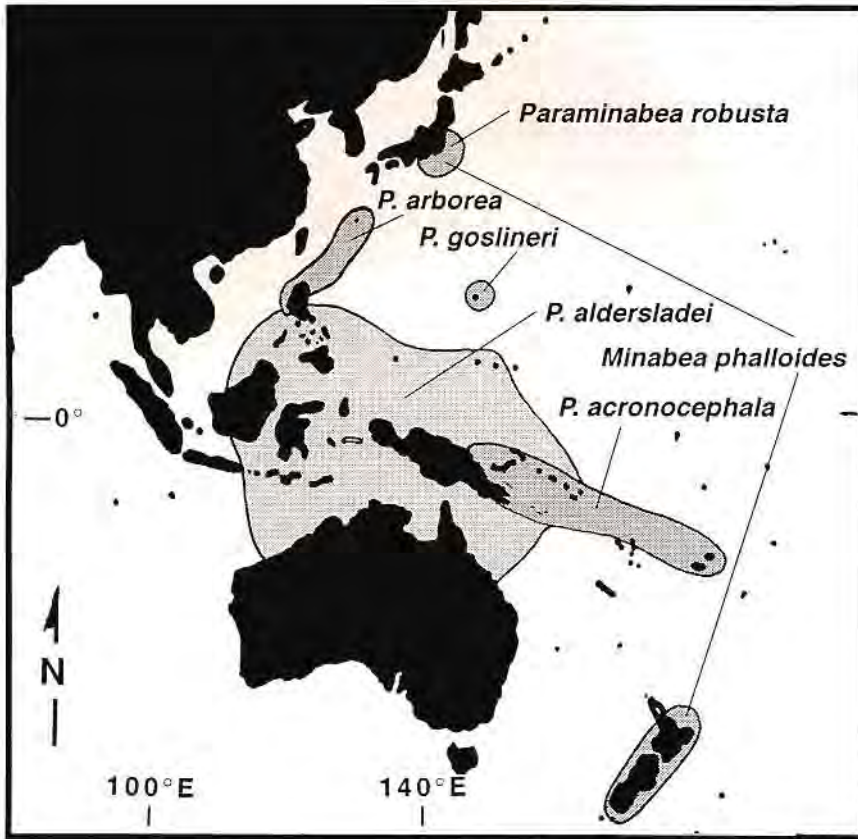 Paraminabea robusta
P. arborea
P. goslineri
P. aldersladei
Minabea phalloides
P. acronocephala
0°
N
100°E
140°E